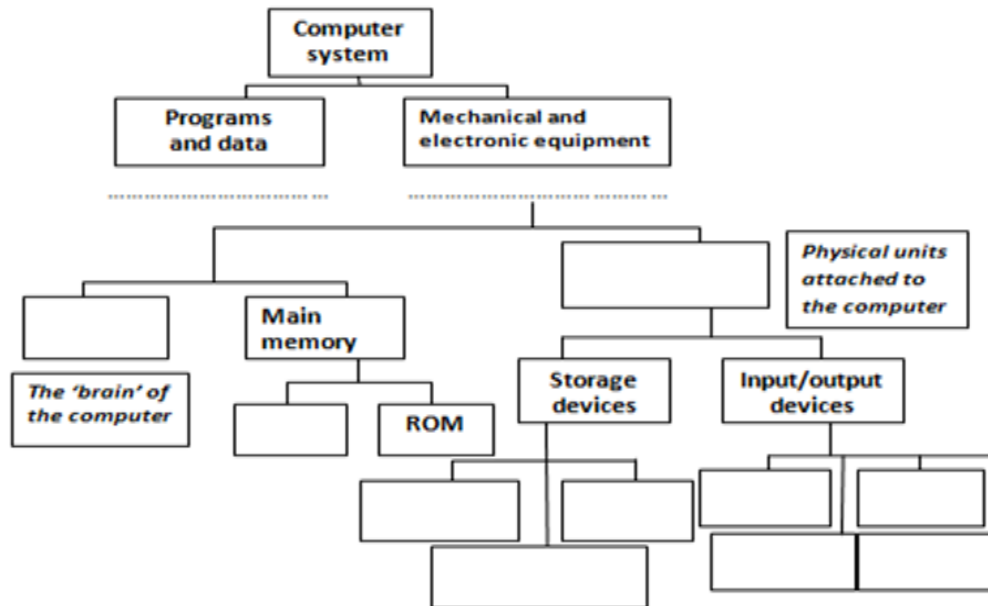 Computer
system
Programs
and data
Mechanical and
electronic equipment
Physical units
attached to
the computer
Main
memory
The ‘brain’ of
the computer
ROM
Storage
devices
Input/output
devices